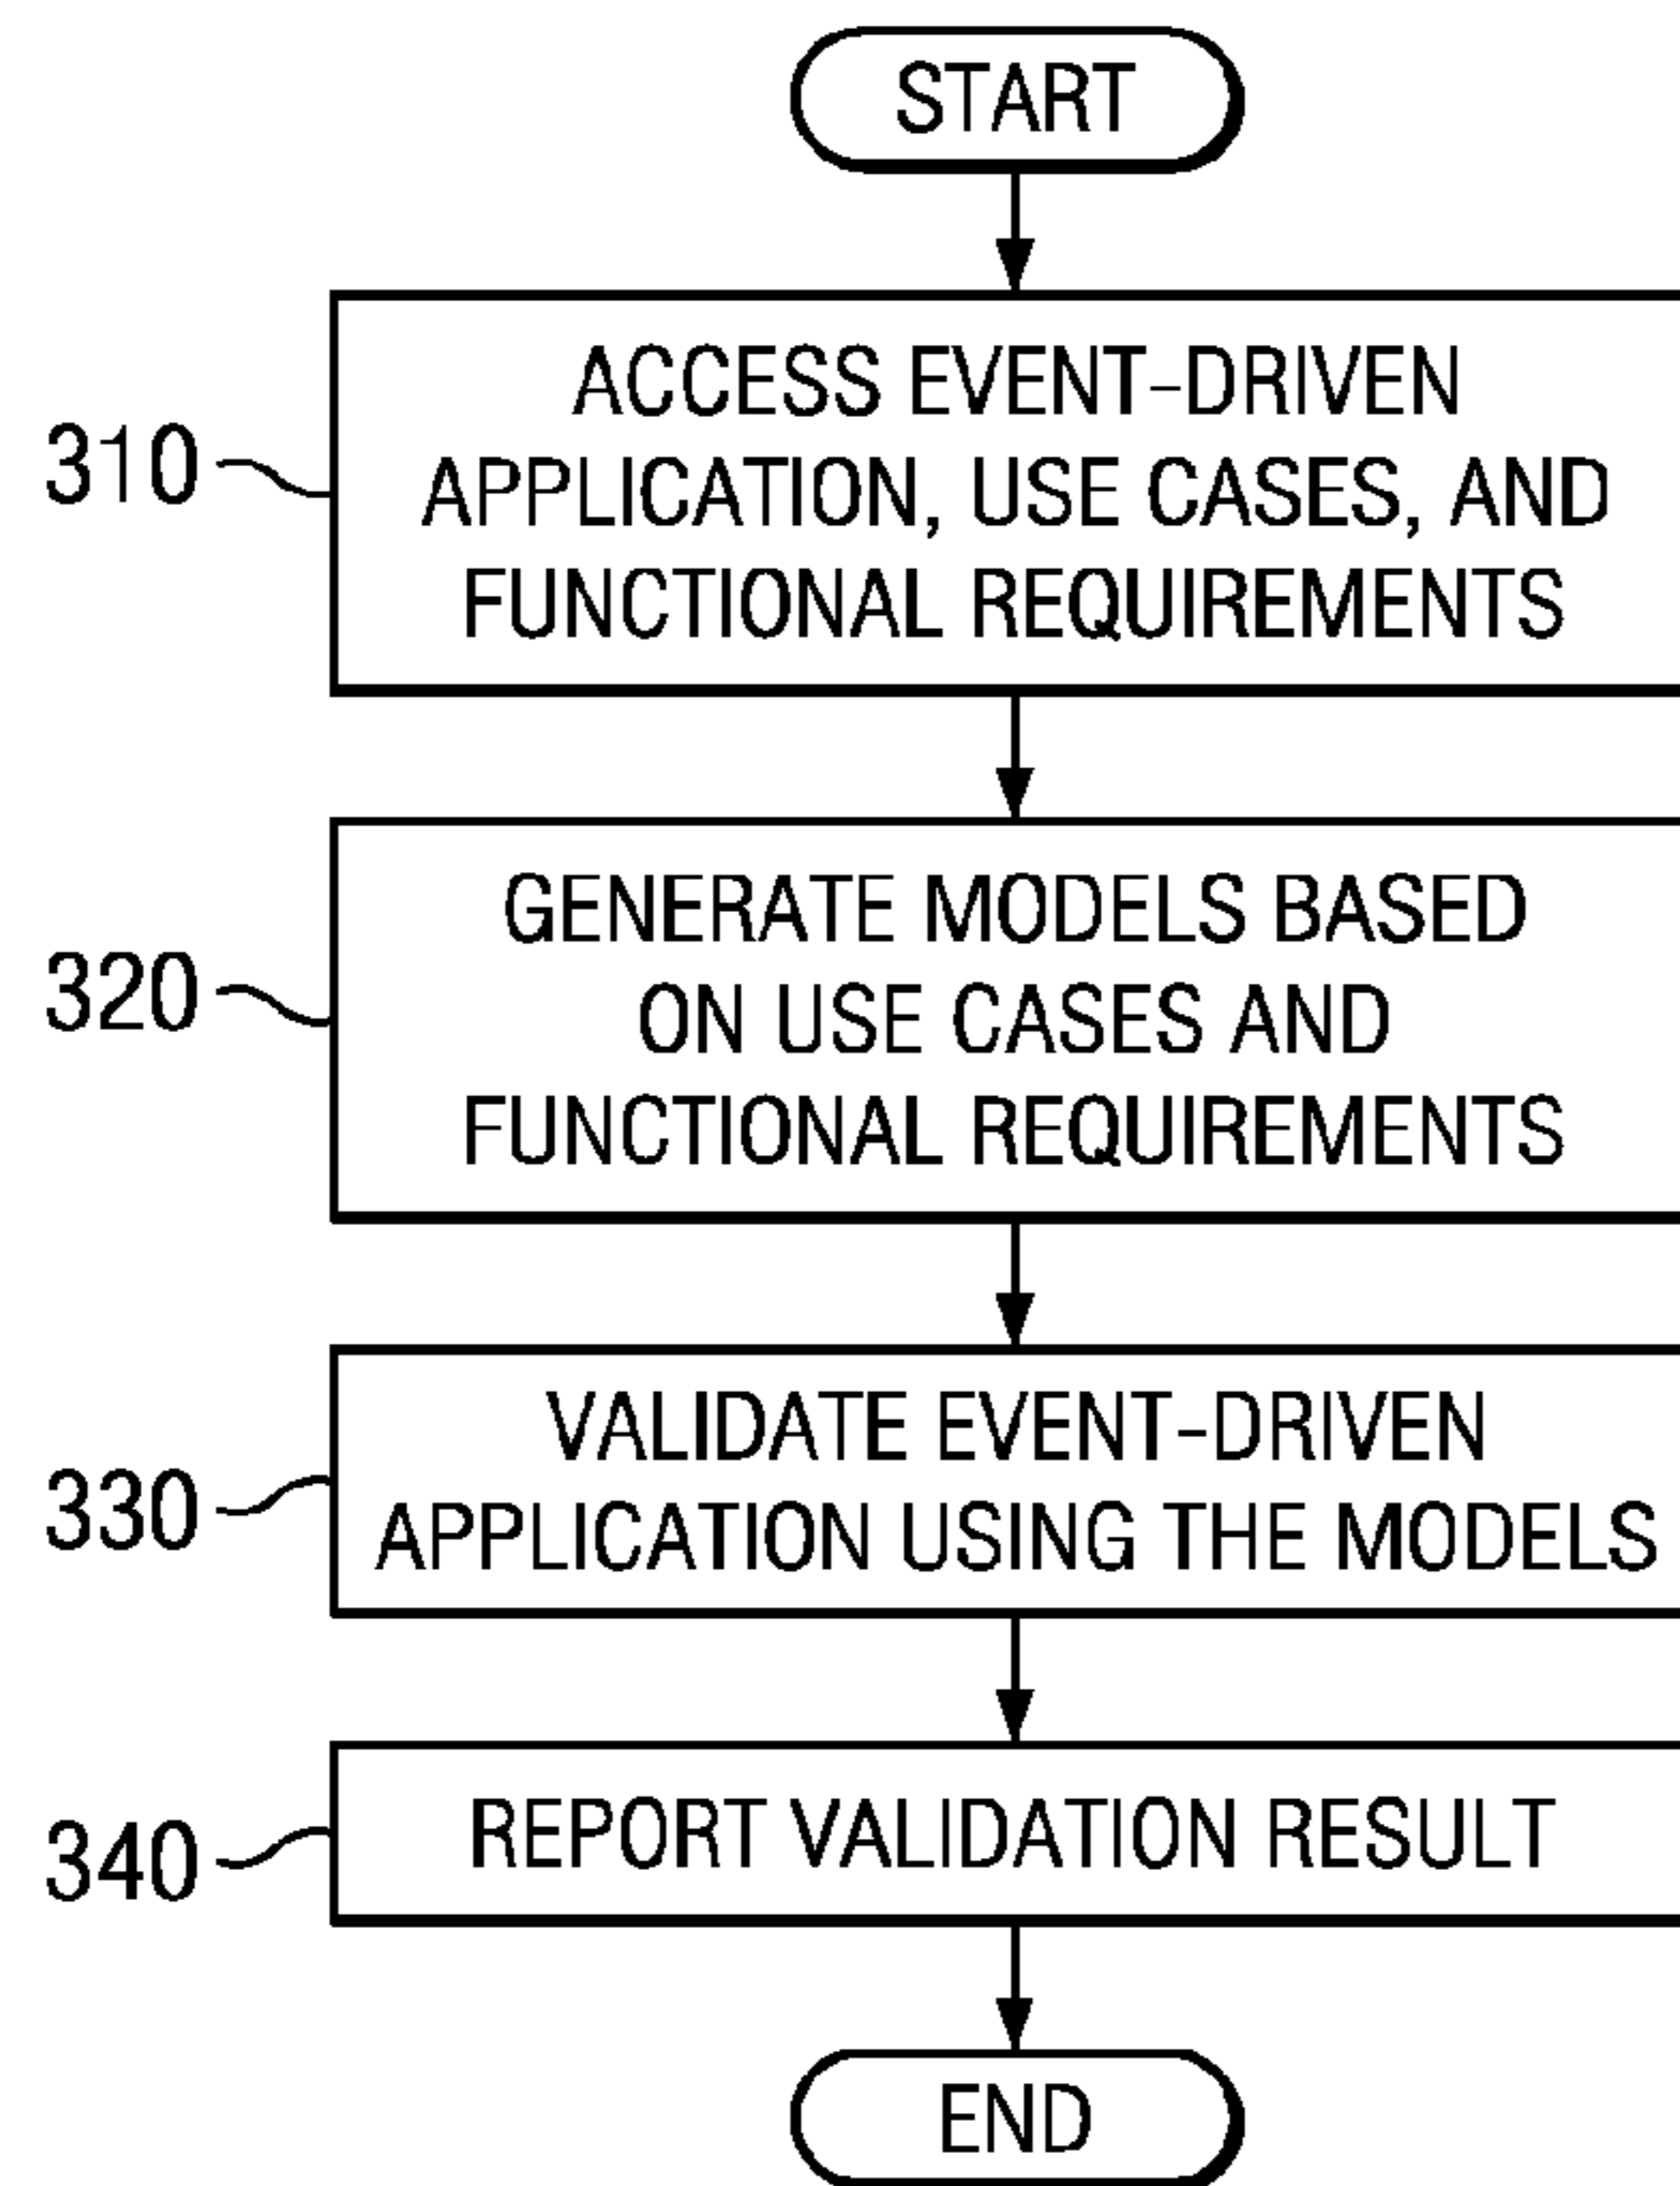 START
310
ACCESS EVENT-DRIVEN
APPLICATION, USE CASES, AND
FUNCTIONAL REQUIREMENTS
320
GENERATE MODELS BASED
ON USE CASES AND
FUNCTIONAL REQUIREMENTS
330
VALIDATE EVENT-DRIVEN
APPLICATION USING THE MODELS
340
REPORT VALIDATION RESULT
END